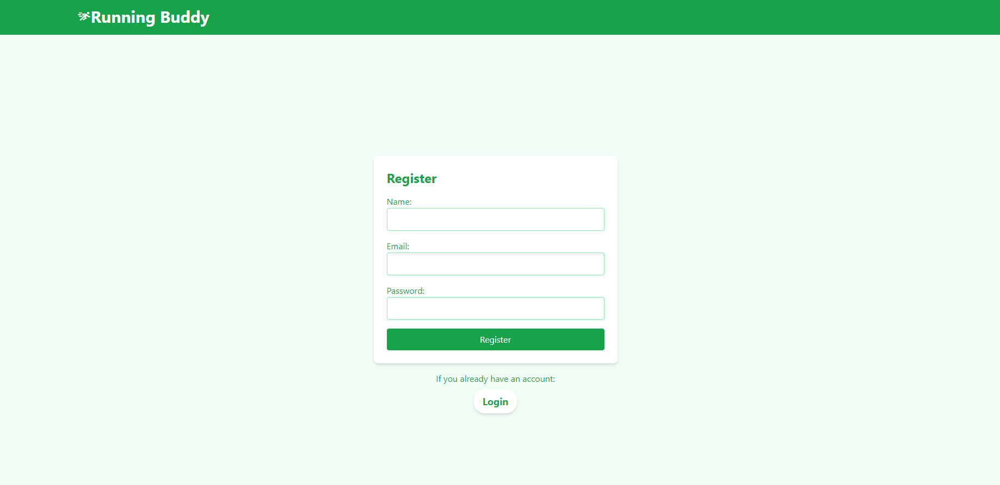 Running Buddy
Register
Name:
Email:
Password:
Register
If you already have an account:
Login